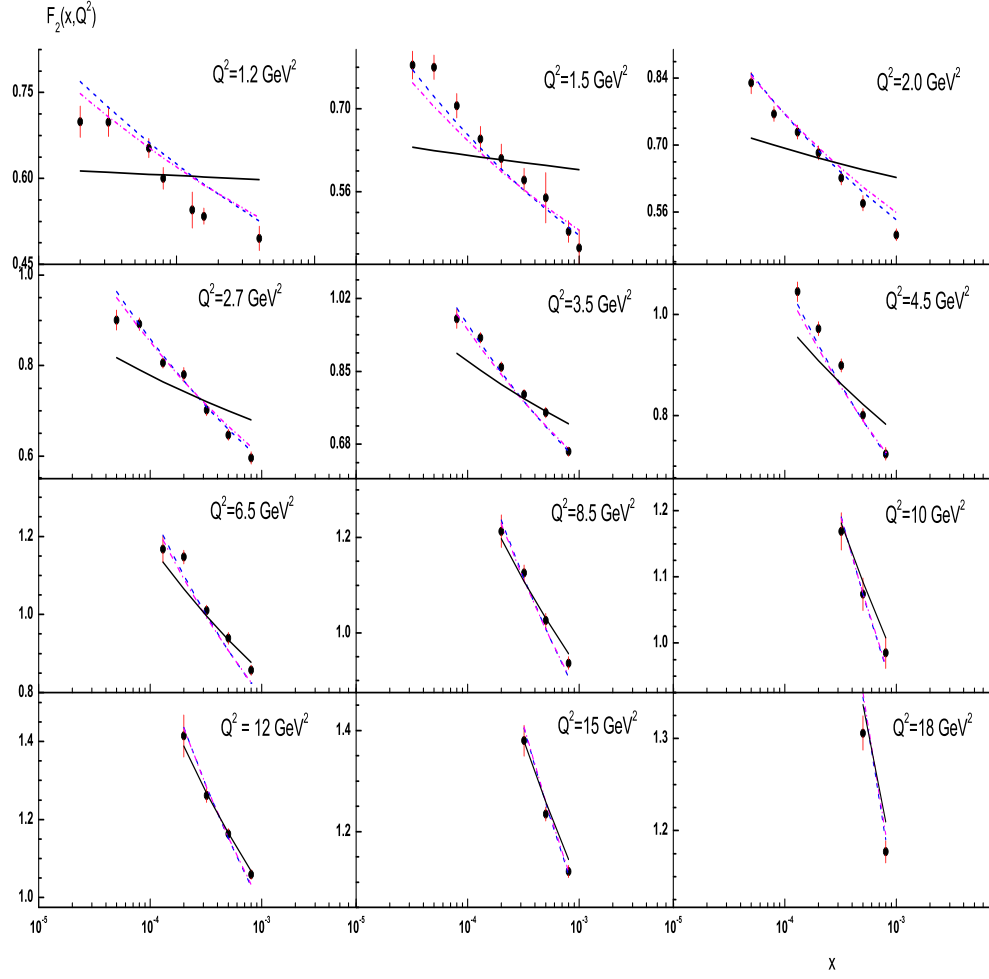 F₂(x,Q²)
Q²=1.2 GeV²
Q²=1.5 GeV²
Q²=2.0 GeV²
0.75
0.60
0.45
0.70
0.56
0.84
0.70
0.56
Q²=2.7 GeV²
Q²=3.5 GeV²
Q²=4.5 GeV²
1.0
0.8
0.6
1.02
0.85
0.68
1.0
0.8
Q²=6.5 GeV²
Q²=8.5 GeV²
Q²=10 GeV²
1.2
1.0
0.8
1.2
1.0
1.2
1.1
1.0
Q² = 12 GeV²
Q²=15 GeV²
Q²=18 GeV²
1.4
1.2
1.0
1.4
1.2
1.3
1.2
10⁻⁵ 10⁻⁴ 10⁻³ 10⁻⁵ 10⁻⁴ 10⁻³ 10⁻⁵ 10⁻⁴ 10⁻³
x